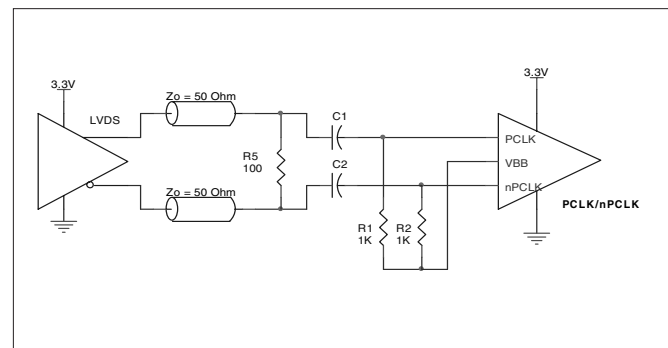 3.3V
LVDS
Zo = 50 Ohm
Zo = 50 Ohm
R5
100
C1
C2
R1
1K
R2
1K
3.3V
PCLK
VBB
nPCLK
PCLK/nPCLK